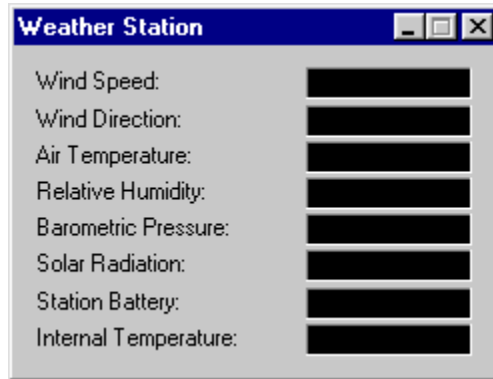 Weather Station
Wind Speed:
Wind Direction:
Air Temperature:
Relative Humidity:
Barometric Pressure:
Solar Radiation:
Station Battery:
Internal Temperature: